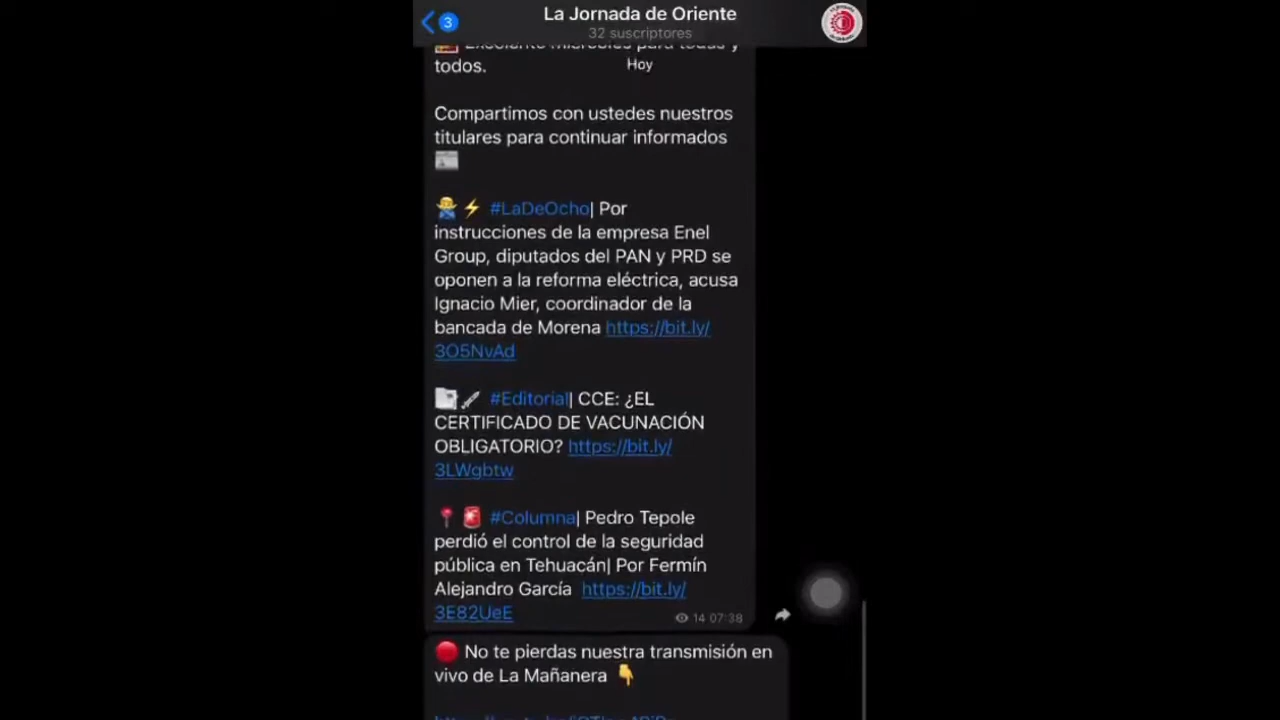 3
La Jornada de Oriente
32 suscriptores
Excelente miércoles para todas y
todos.
Hoy
Compartimos con ustedes nuestros
titulares para continuar informados
#LaDeOcho| Por
instrucciones de la empresa Enel
Group, diputados del PAN y PRD se
oponen a la reforma eléctrica, acusa
Ignacio Mier, coordinador de la
bancada de Morena https://bit.ly/
3O5NvAd
#Editorial| CCE: ¿EL
CERTIFICADO DE VACUNACIÓN
OBLIGATORIO? https://bit.ly/
3LWgbtw
#Columna| Pedro Tepole
perdió el control de la seguridad
pública en Tehuacán| Por Fermín
Alejandro García https://bit.ly/
3E82UeE
14 07:38
No te pierdas nuestra transmisión en
vivo de La Mañanera